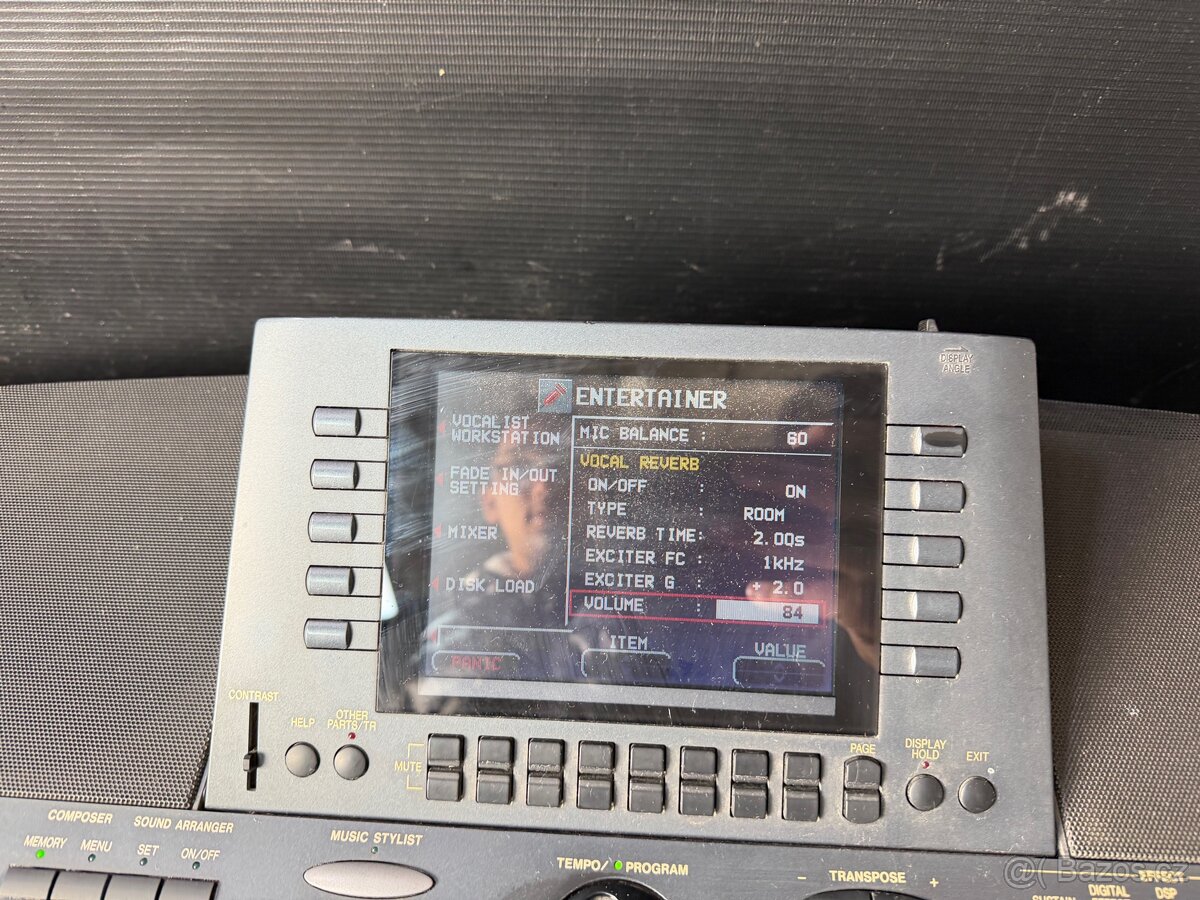 DISPLAY
ANGLE
ENTERTAINER
VOCALIST
WORKSTATION
FADE IN/OUT
SETTING
MIXER
DISK LOAD
PANIC
MIC BALANCE : 60
VOCAL REVERB
ON/OFF : ON
TYPE : ROOM
REVERB TIME: 2.00s
EXCITER FC : 1kHz
EXCITER G : + 2.0
VOLUME : 84
ITEM
VALUE
CONTRAST
HELP
OTHER
PARTS/TR
MUTE
PAGE
DISPLAY
HOLD
EXIT
COMPOSER
MEMORY MENU
SOUND ARRANGER
SET ON/OFF
MUSIC STYLIST
TEMPO/ PROGRAM
- TRANSPOSE +
EFFECT
SUSTAIN
DIGITAL
DSP
@( Bazos.cz